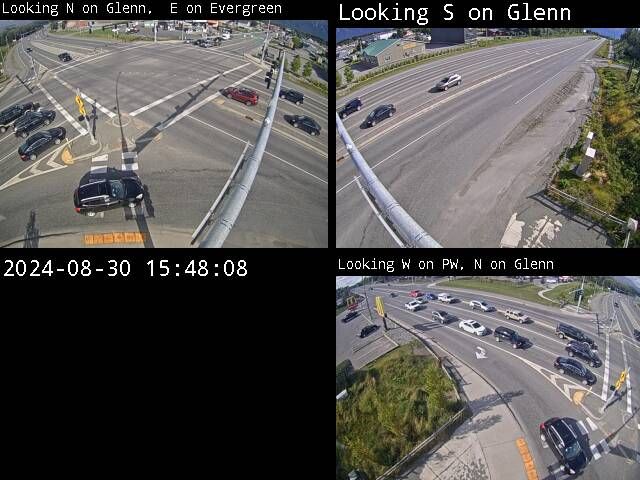 Looking N on Glenn,  E on Evergreen
Looking S on Glenn
2024-08-30 15:48:08
Looking W on PW, N on Glenn